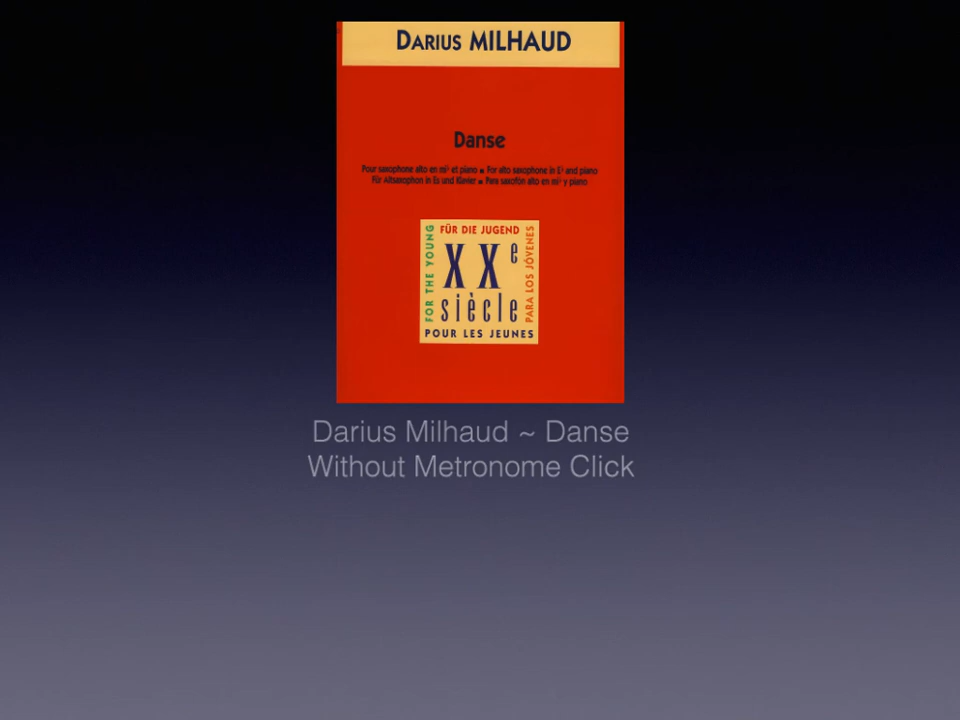 DARIUS MILHAUD
Danse
Pour saxophone alto en mi♭ et piano ■ For alto saxophone in E♭ and piano
Für Altsaxophon in Es und Klavier ■ Para saxofón alto en mi♭ y piano
FÜR DIE JUGEND
FOR THE YOUNG
XXe
siècle
PARA LOS JÓVENES
POUR LES JEUNES
Darius Milhaud ~ Danse
Without Metronome Click